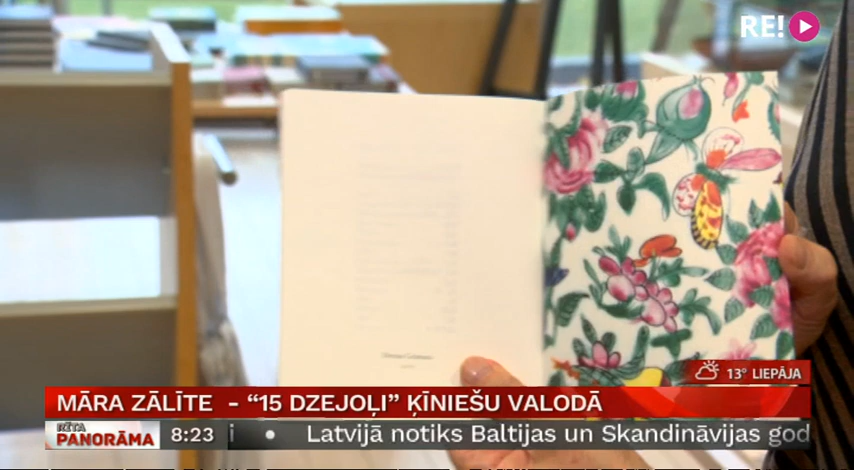 RE!
13° LIEPĀJA
MĀRA ZĀLĪTE - “15 DZEJOĻI” ĶĪNIEŠU VALODĀ
RĪTA
PANORĀMA
8:23
i • Latvijā notiks Baltijas un Skandināvijas god